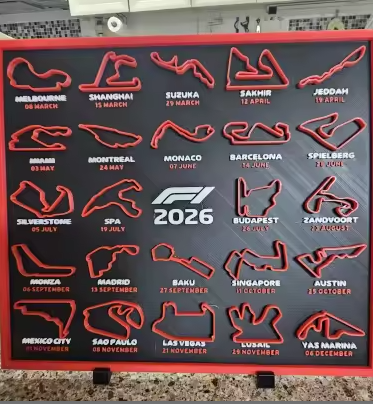 MELBOURNE
08 MARCH
SHANGHAI
15 MARCH
SUZUKA
29 MARCH
SAKHIR
12 APRIL
JEDDAH
19 APRIL
MIAMI
03 MAY
MONTREAL
24 MAY
MONACO
07 JUNE
BARCELONA
14 JUNE
SPIELBERG
28 JUNE
SILVERSTONE
05 JULY
SPA
19 JULY
F1
2026
BUDAPEST
26 JULY
ZANDVOORT
23 AUGUST
MONZA
06 SEPTEMBER
MADRID
13 SEPTEMBER
BAKU
27 SEPTEMBER
SINGAPORE
11 OCTOBER
AUSTIN
25 OCTOBER
MEXICO CITY
01 NOVEMBER
SAO PAULO
08 NOVEMBER
LAS VEGAS
21 NOVEMBER
LUSAIL
29 NOVEMBER
YAS MARINA
06 DECEMBER